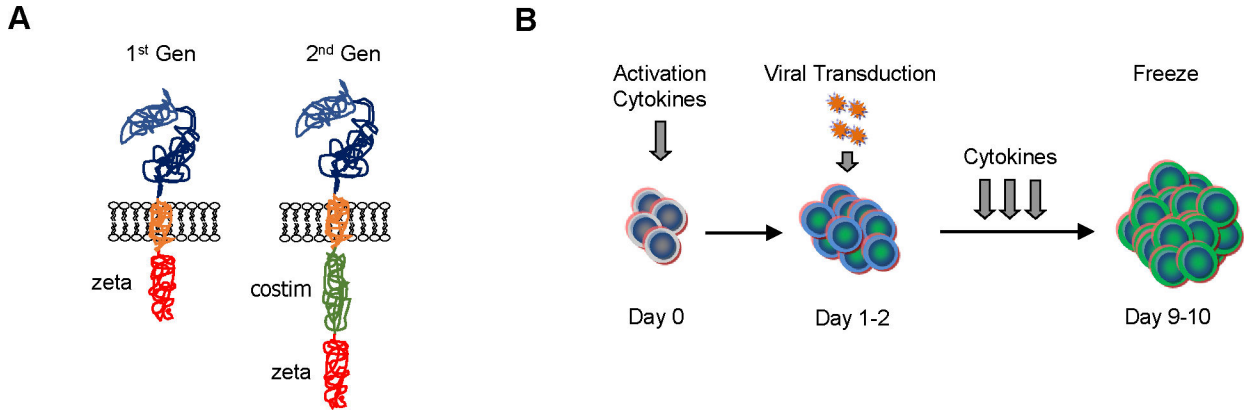 A
1st Gen
2nd Gen
zeta
costim
zeta
B
Activation
Cytokines
Viral Transduction
Freeze
Cytokines
Day 0
Day 1-2
Day 9-10